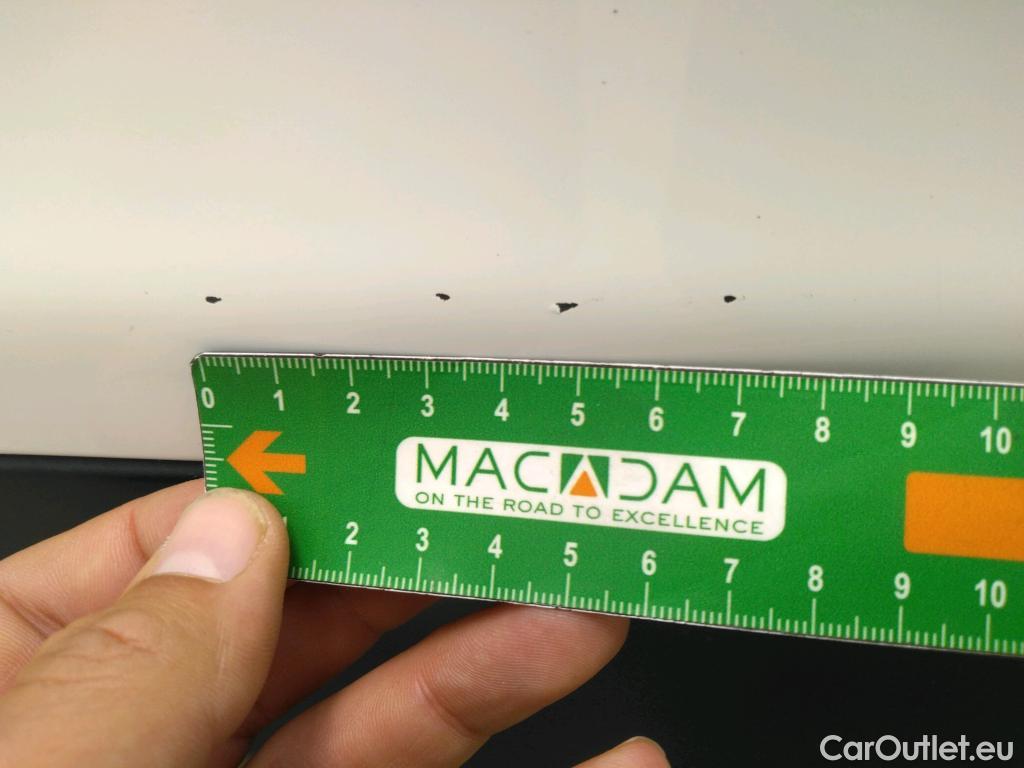 0 1 2 3 4 5 6 7 8 9 10
MACADAM
ON THE ROAD TO EXCELLENCE
1 2 3 4 5 6 7 8 9 10
CarOutlet.eu